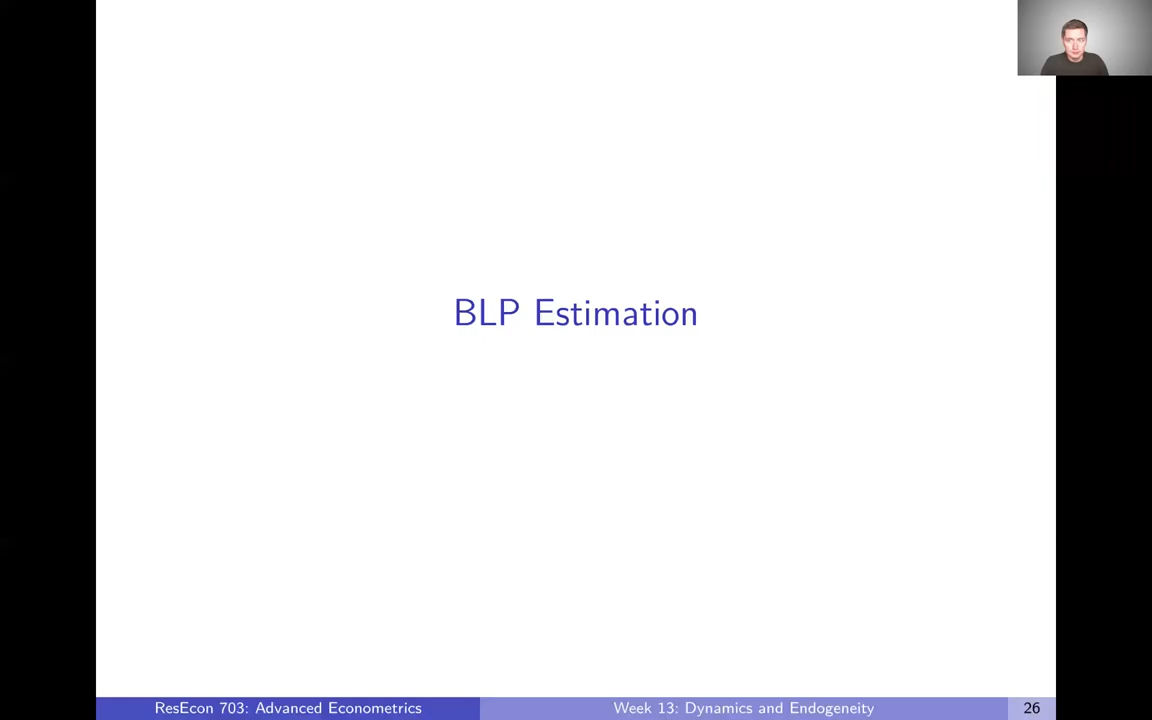 BLP Estimation
ResEcon 703: Advanced Econometrics
Week 13: Dynamics and Endogeneity
26